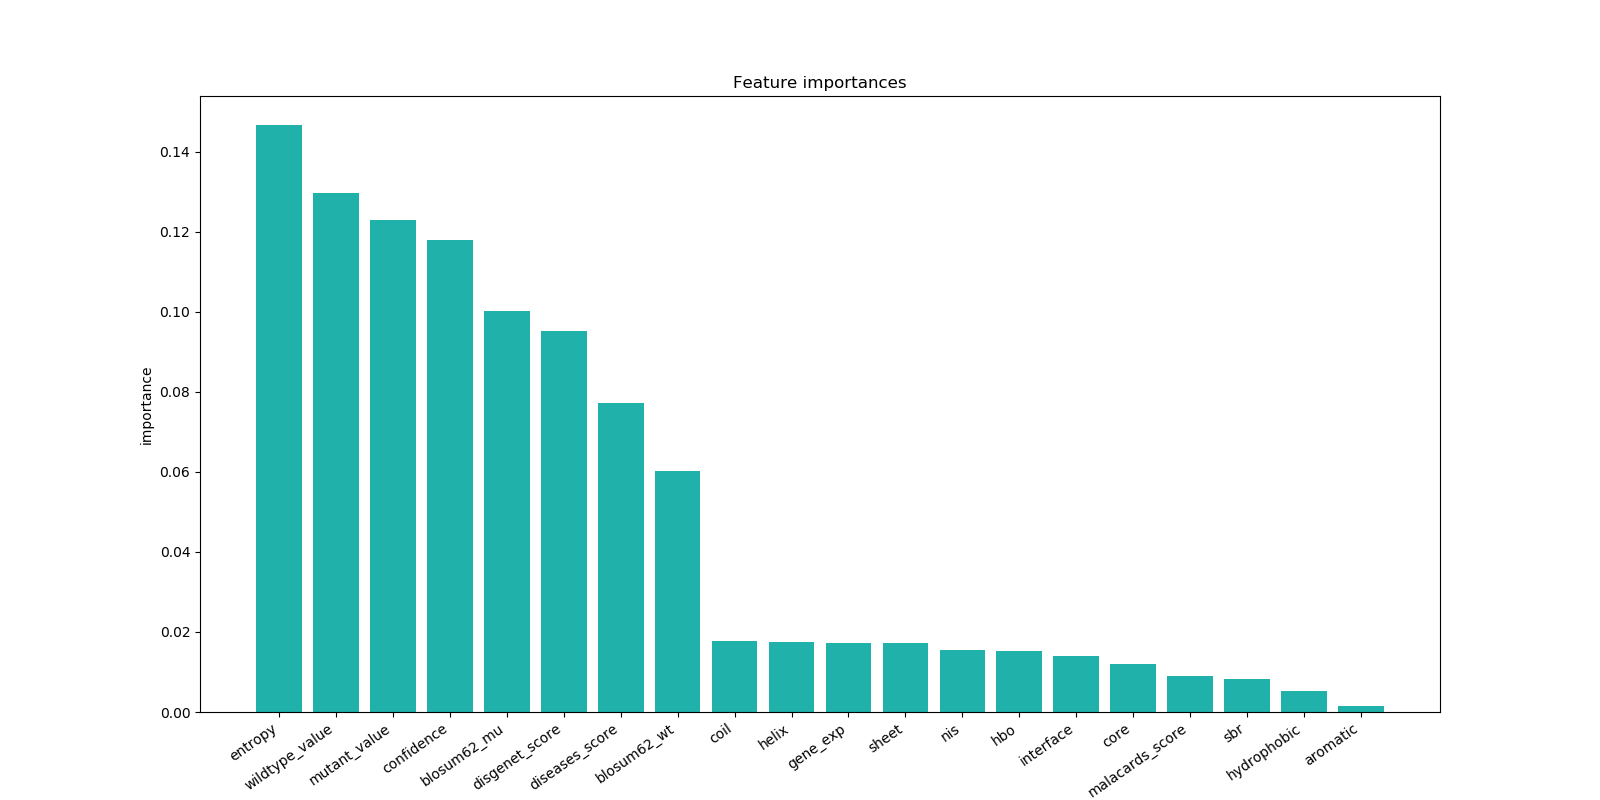 Feature importances
importance
0.14
0.12
0.10
0.08
0.06
0.04
0.02
0.00
entropy
wildtype_value
mutant_value
confidence
blosum62_mu
disgenet_score
diseases_score
blosum62_wt
coil
helix
gene_exp
sheet
nis
hbo
interface
core
malacards_score
sbr
hydrophobic
aromatic